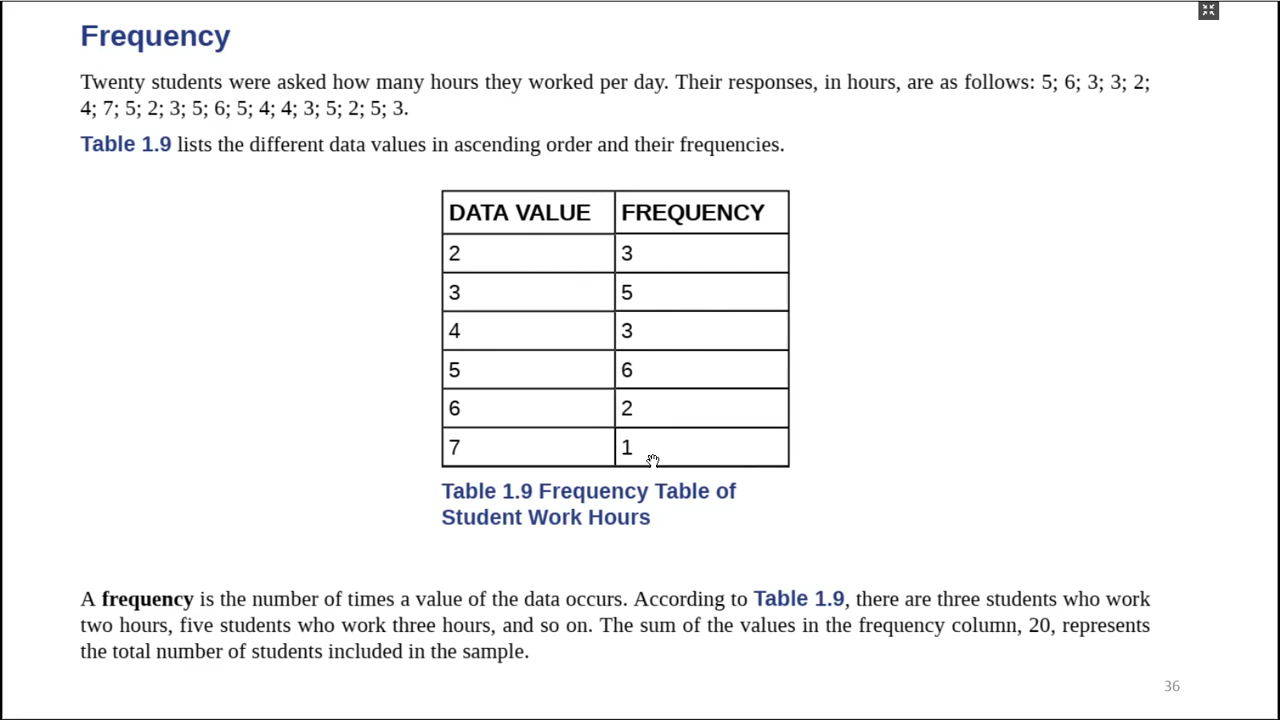 Frequency
Twenty students were asked how many hours they worked per day. Their responses, in hours, are as follows: 5; 6; 3; 3; 2;
4; 7; 5; 2; 3; 5; 6; 5; 4; 4; 3; 5; 2; 5; 3.
Table 1.9 lists the different data values in ascending order and their frequencies.
DATA VALUE FREQUENCY
2 3
3 5
4 3
5 6
6 2
7 1
Table 1.9 Frequency Table of
Student Work Hours
A frequency is the number of times a value of the data occurs. According to Table 1.9, there are three students who work
two hours, five students who work three hours, and so on. The sum of the values in the frequency column, 20, represents
the total number of students included in the sample.
36